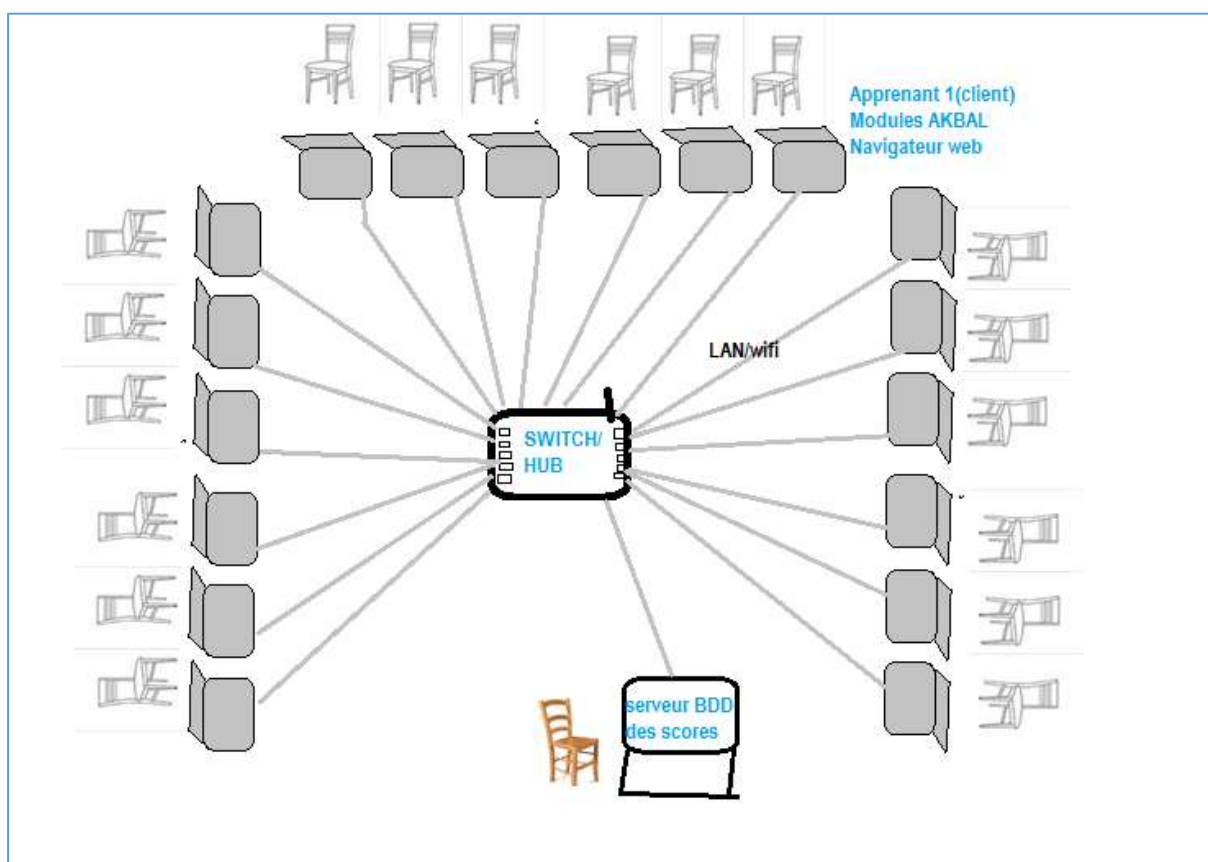 Apprenant 1(client)
Modules AKBAL
Navigateur web
LAN/wifi
SWITCH/
HUB
serveur BDD
des scores